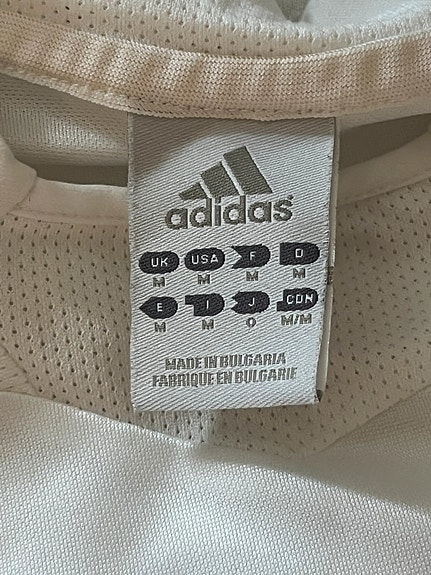 adidas
UK USA F D
M M M M
E I J CDN
M M O M/M
MADE IN BULGARIA
FABRIQUE EN BULGARIE